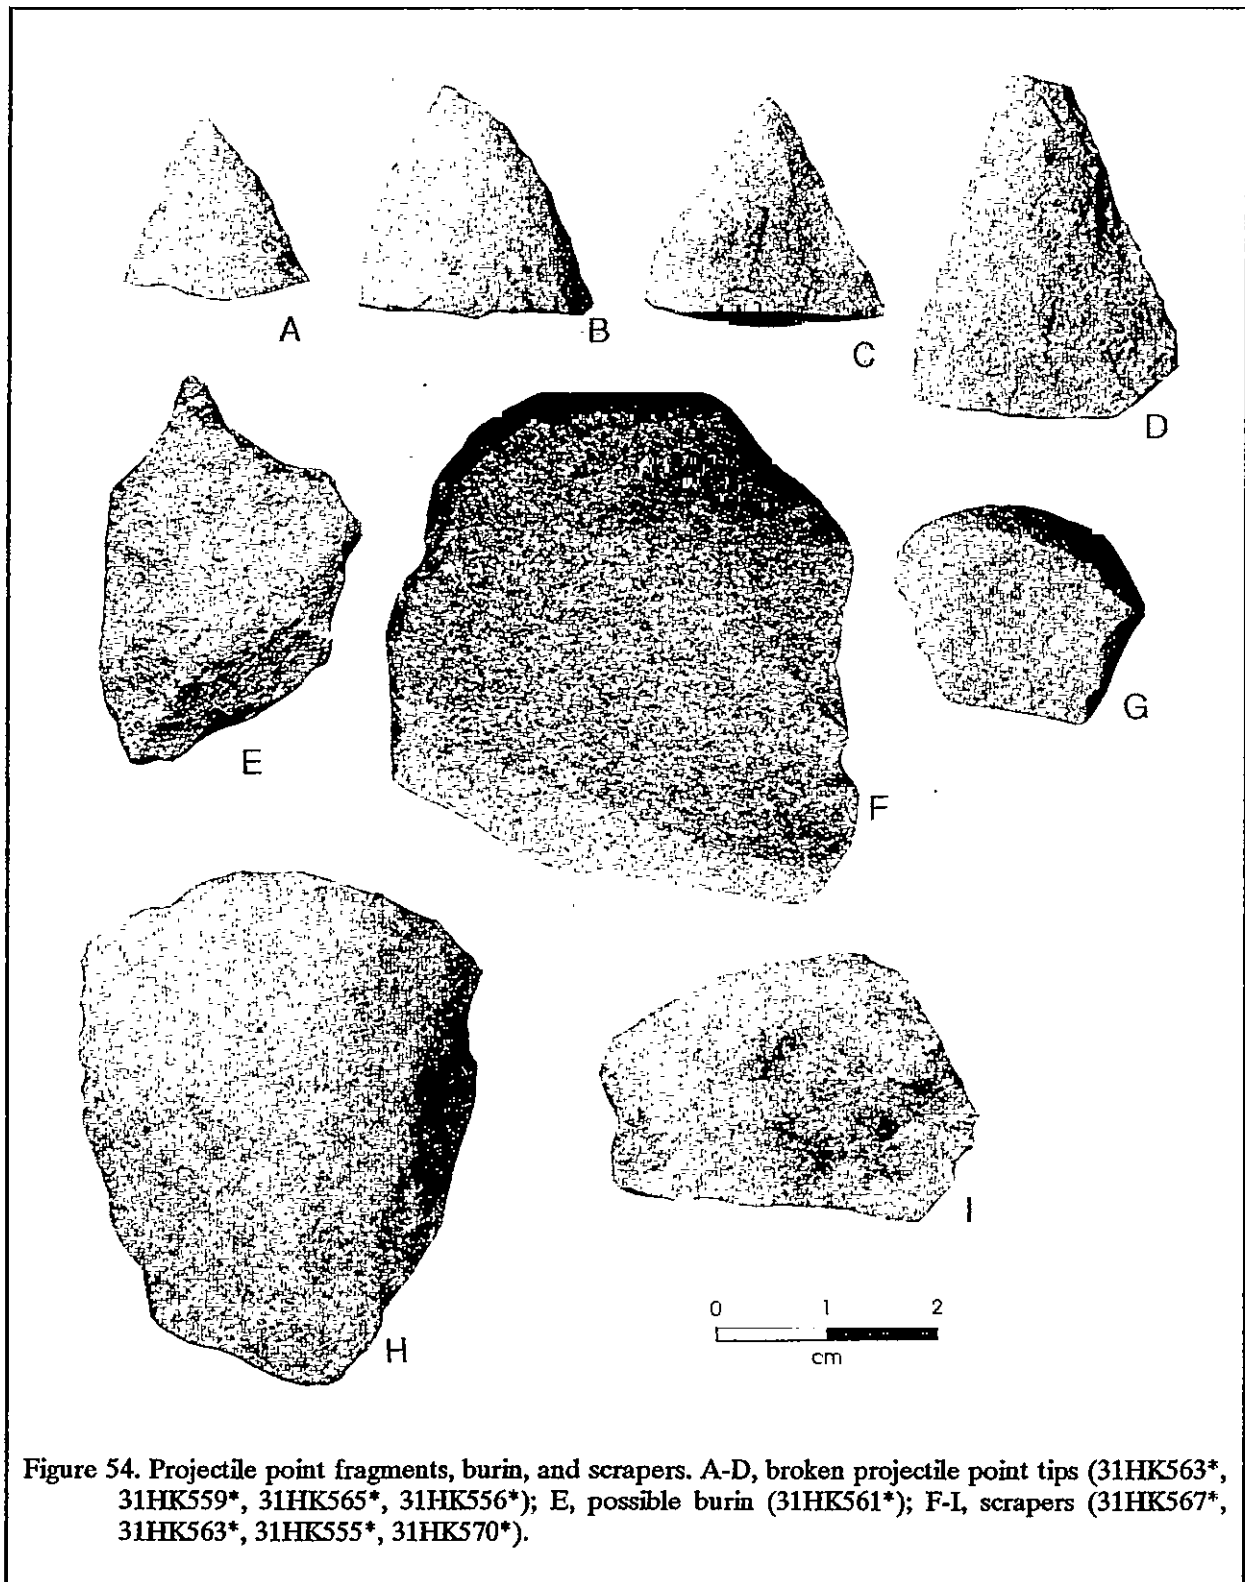 A
B
C
D
E
F
G
H
I
0 1 2
cm
Figure 54. Projectile point fragments, burin, and scrapers. A-D, broken projectile point tips (31HK563*,
31HK559*, 31HK565*, 31HK556*); E, possible burin (31HK561*); F-I, scrapers (31HK567*,
31HK563*, 31HK555*, 31HK570*).